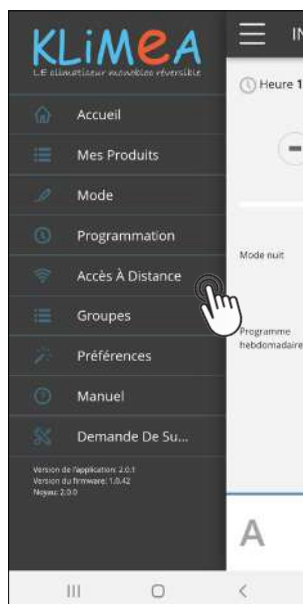 KLiMeA
LE climatiseur monobloc réversible
Accueil
Mes Produits
Mode
Programmation
Accès À Distance
Groupes
Préférences
Manuel
Demande De Su...
Version de l'application: 2.0.1
Version du firmware: 1.0.42
Noyau: 2.0.0
IN
Heure 1
Mode nuit
Programme
hebdomadaire
A